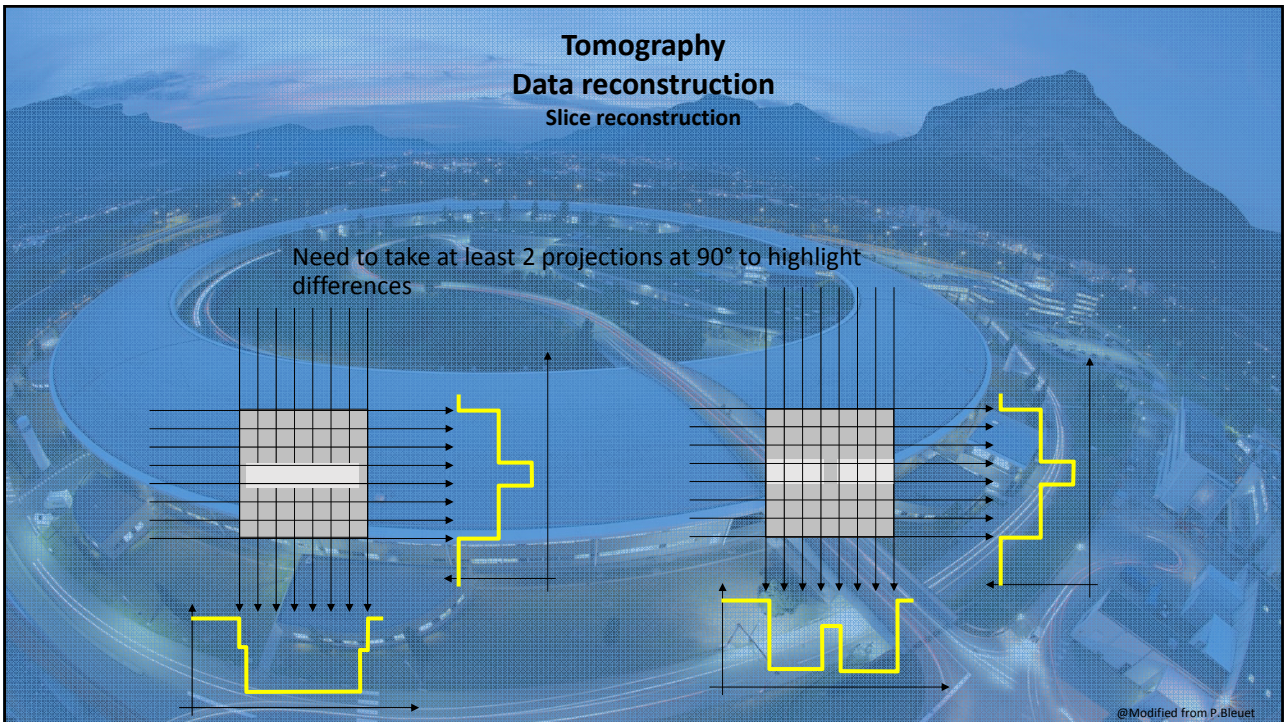 Tomography
Data reconstruction
Slice reconstruction
Need to take at least 2 projections at 90° to highlight
differences
@Modified from P.Bleuet